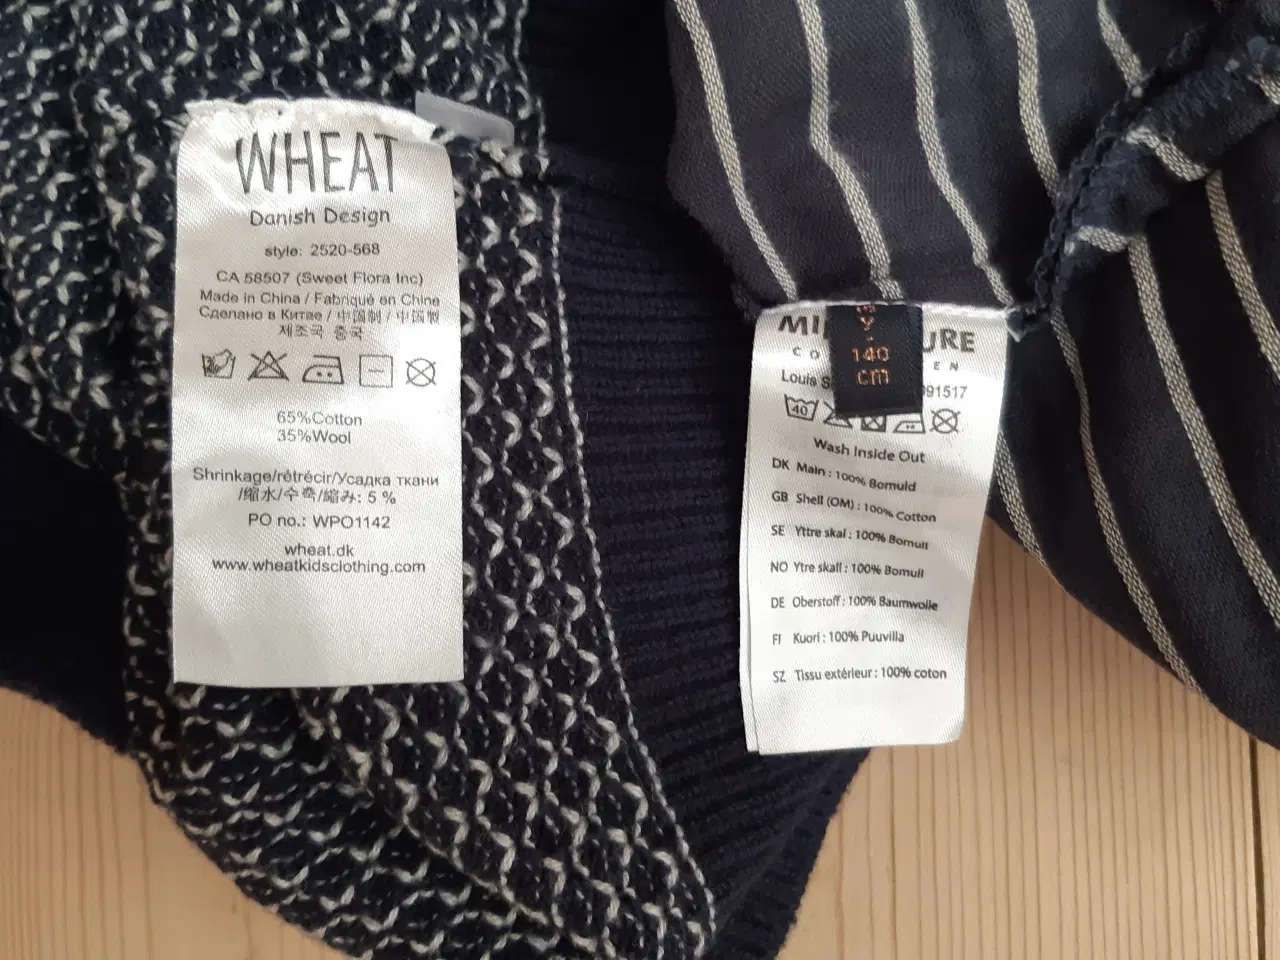 WHEAT
Danish Design
style: 2520-568
CA 58507 (Sweet Flora Inc)
Made in China / Fabriqué en Chine
Сделано в Китае / 中国制 / 中国製
제조국 중국
65%Cotton
35%Wool
Shrinkage/rétrécir/Усадка ткани
/缩水/수축/縮み: 5 %
PO no.: WPO1142
wheat.dk
www.wheatkidsclothing.com
Y
140
cm
Louis
40
Wash Inside Out
DK Main : 100% Bomuld
GB Shell (OM) : 100% Cotton
SE Yttre skal : 100% Bomull
NO Ytre skall : 100% Bomull
DE Oberstoff : 100% Baumwolle
FI Kuori : 100% Puuvilla
SZ Tissu extérieur : 100% coton